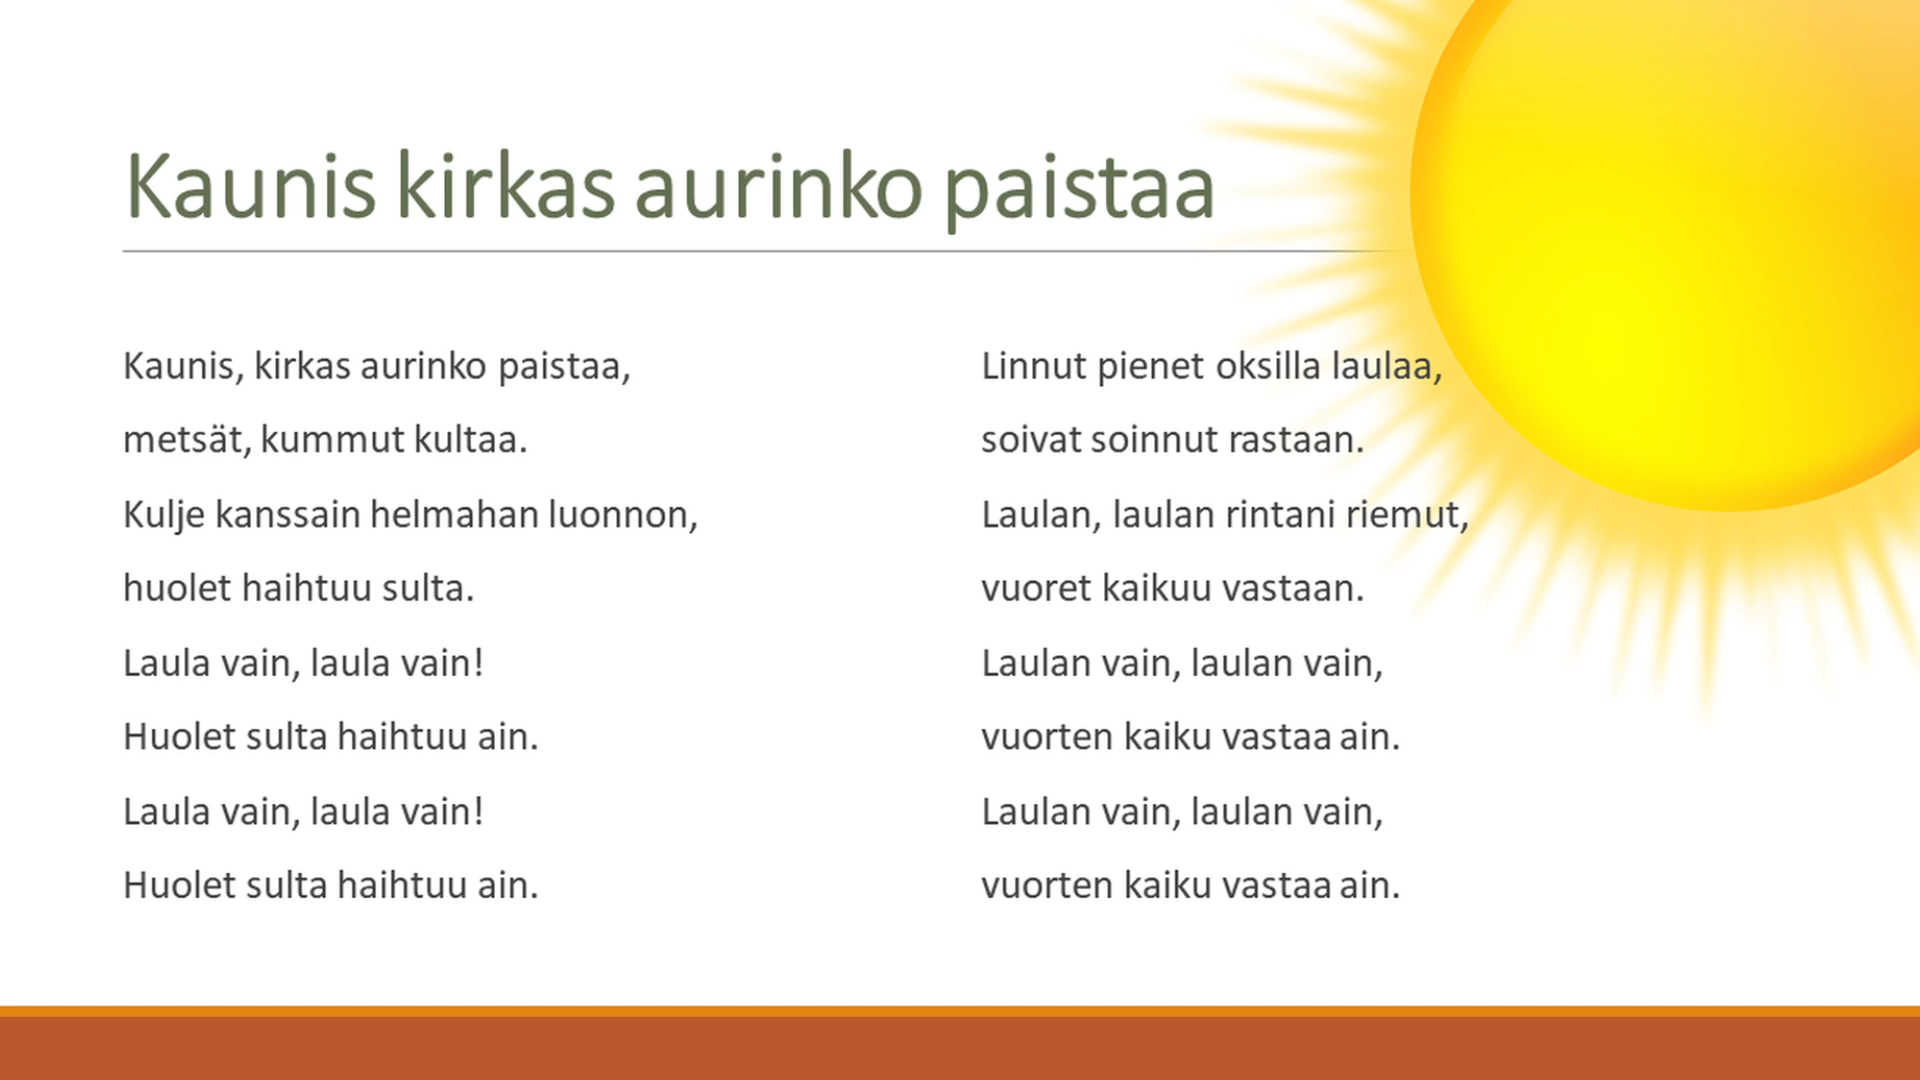 Kaunis kirkas aurinko paistaa
Kaunis, kirkas aurinko paistaa,
metsät, kummut kultaa.
Kulje kanssain helmahan luonnon,
huolet haihtuu sulta.
Laula vain, laula vain!
Huolet sulta haihtuu ain.
Laula vain, laula vain!
Huolet sulta haihtuu ain.
Linnut pienet oksilla laulaa,
soivat soinnut rastaan.
Laulan, laulan rintani riemut,
vuoret kaikuu vastaan.
Laulan vain, laulan vain,
vuorten kaiku vastaa ain.
Laulan vain, laulan vain,
vuorten kaiku vastaa ain.